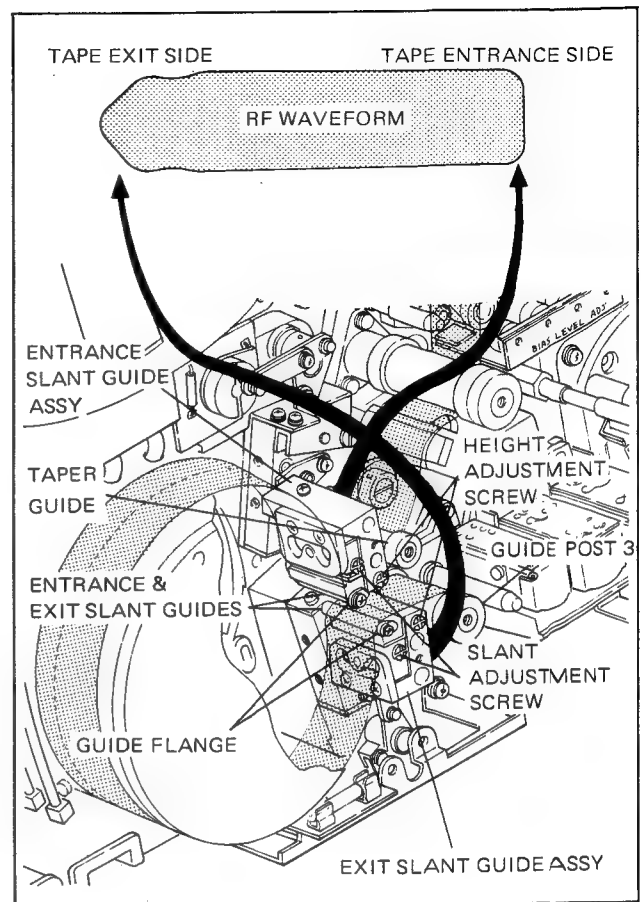 TAPE EXIT SIDE
TAPE ENTRANCE SIDE
RF WAVEFORM
BIAS LEVEL ADJ
ENTRANCE
SLANT GUIDE
ASSY
TAPER
GUIDE
HEIGHT
ADJUSTMENT
SCREW
GUIDE POST 3
ENTRANCE &
EXIT SLANT GUIDES
SLANT
ADJUSTMENT
SCREW
GUIDE FLANGE
EXIT SLANT GUIDE ASSY